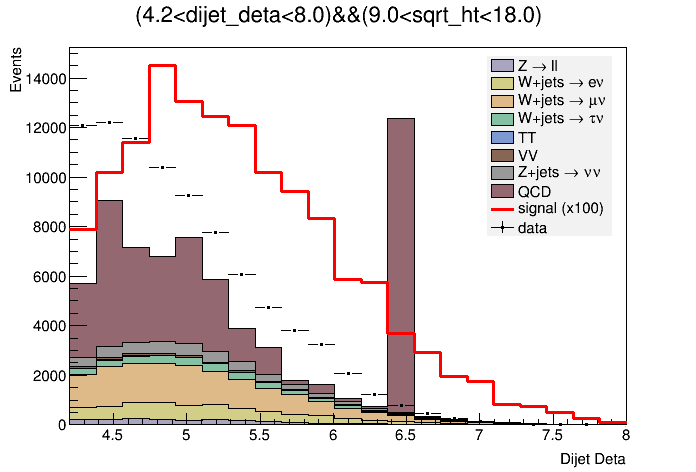 (4.2<dijet_deta<8.0)&&(9.0<sqrt_ht<18.0)
Events
14000
12000
10000
8000
6000
4000
2000
0
Z → ll
W+jets → eν
W+jets → μν
W+jets → τν
TT
VV
Z+jets → νν
QCD
signal (x100)
data
4.5 5 5.5 6 6.5 7 7.5 8
Dijet Deta